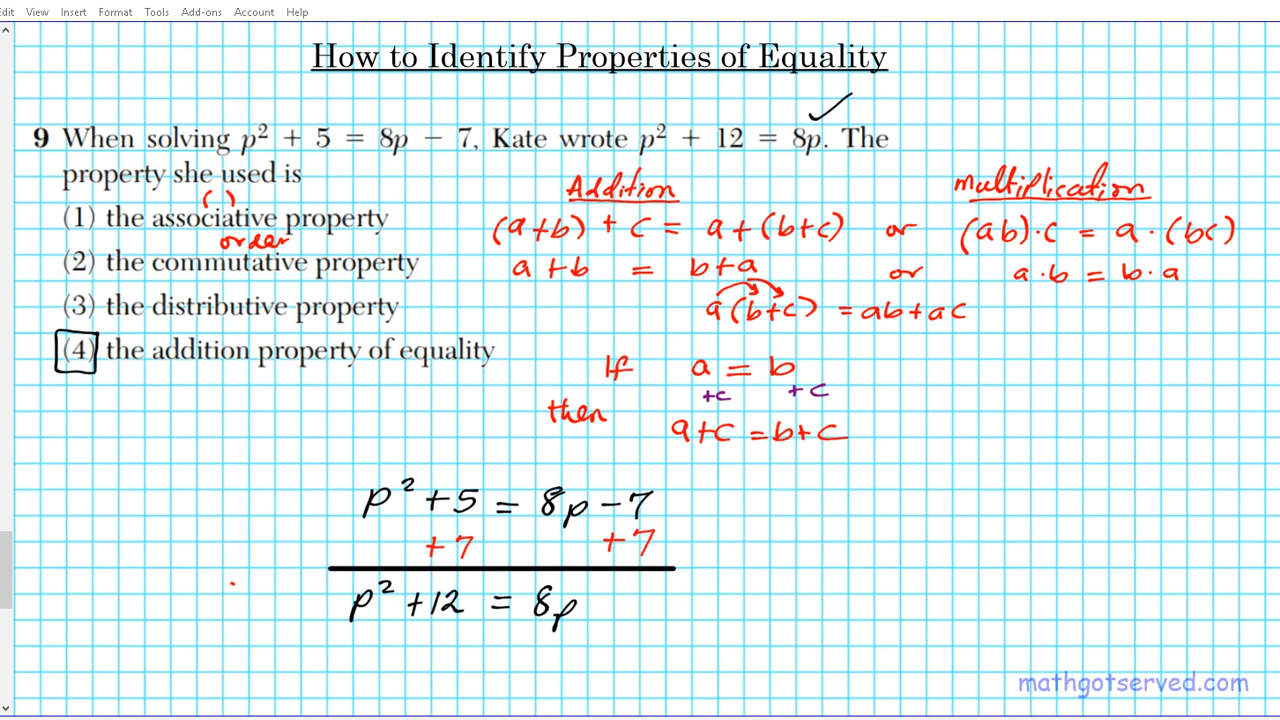 Edit View Insert Format Tools Add-ons Account Help
How to Identify Properties of Equality
9 When solving p² + 5 = 8p − 7, Kate wrote p² + 12 = 8p. The
property she used is
Addition
multiplication
( )
(1) the associative property
(a+b) + c = a+(b+c) or (ab)·c = a·(bc)
order
(2) the commutative property
a+b = b+a or a·b = b·a
(3) the distributive property
a(b+c) = ab+ac
(4) the addition property of equality
If a = b
+c +c
then a+c = b+c
p² +5 = 8p −7
+7 +7
p² +12 = 8p
mathgotserved.com